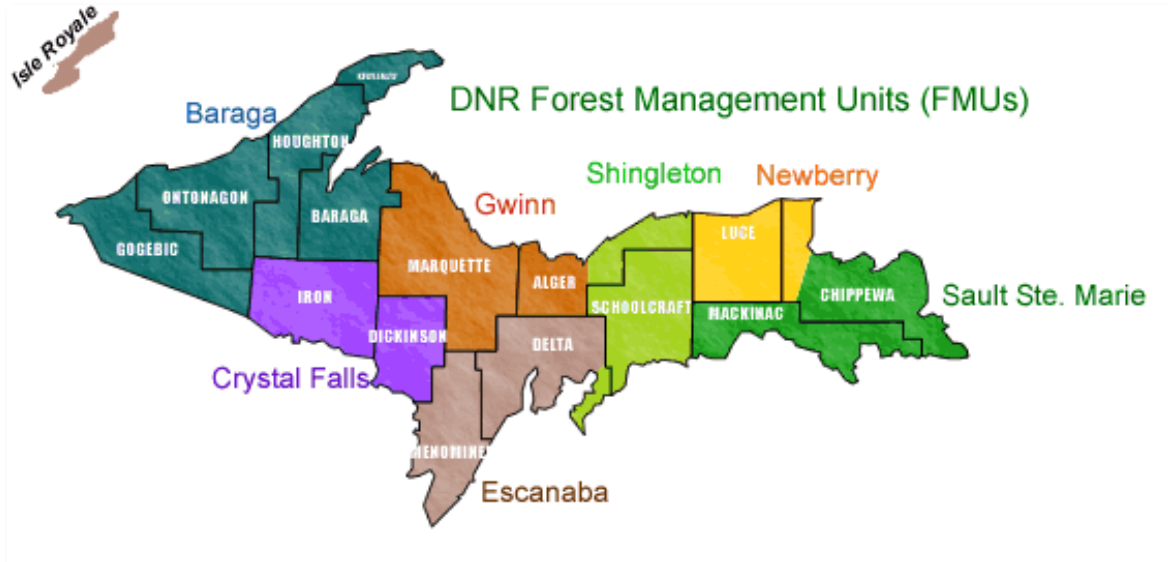 Isle Royale
DNR Forest Management Units (FMUs)
Baraga
HOUGHTON
Shingleton
Newberry
ONTONAGON
BARAGA
Gwinn
GOGEBIC
MARQUETTE
LUCE
IRON
ALGER
SCHOOLCRAFT
CHIPPEWA
Sault Ste. Marie
MACKINAC
DICKINSON
DELTA
Crystal Falls
Escanaba